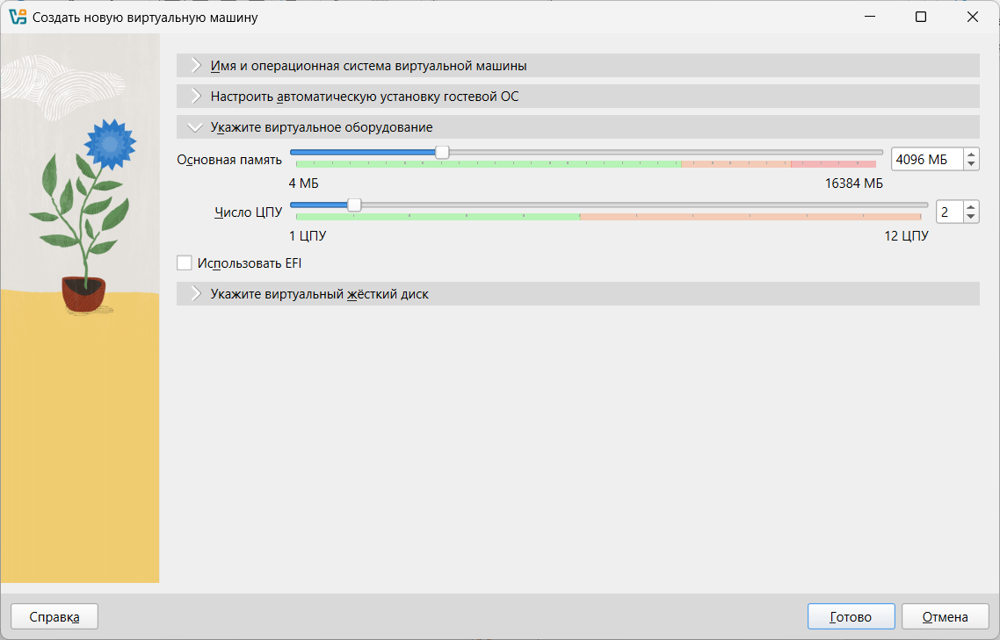 Создать новую виртуальную машину
Имя и операционная система виртуальной машины
Настроить автоматическую установку гостевой ОС
Укажите виртуальное оборудование
Основная память
4096 МБ
4 МБ
16384 МБ
Число ЦПУ
2
1 ЦПУ
12 ЦПУ
Использовать EFI
Укажите виртуальный жёсткий диск
Справка
Готово
Отмена